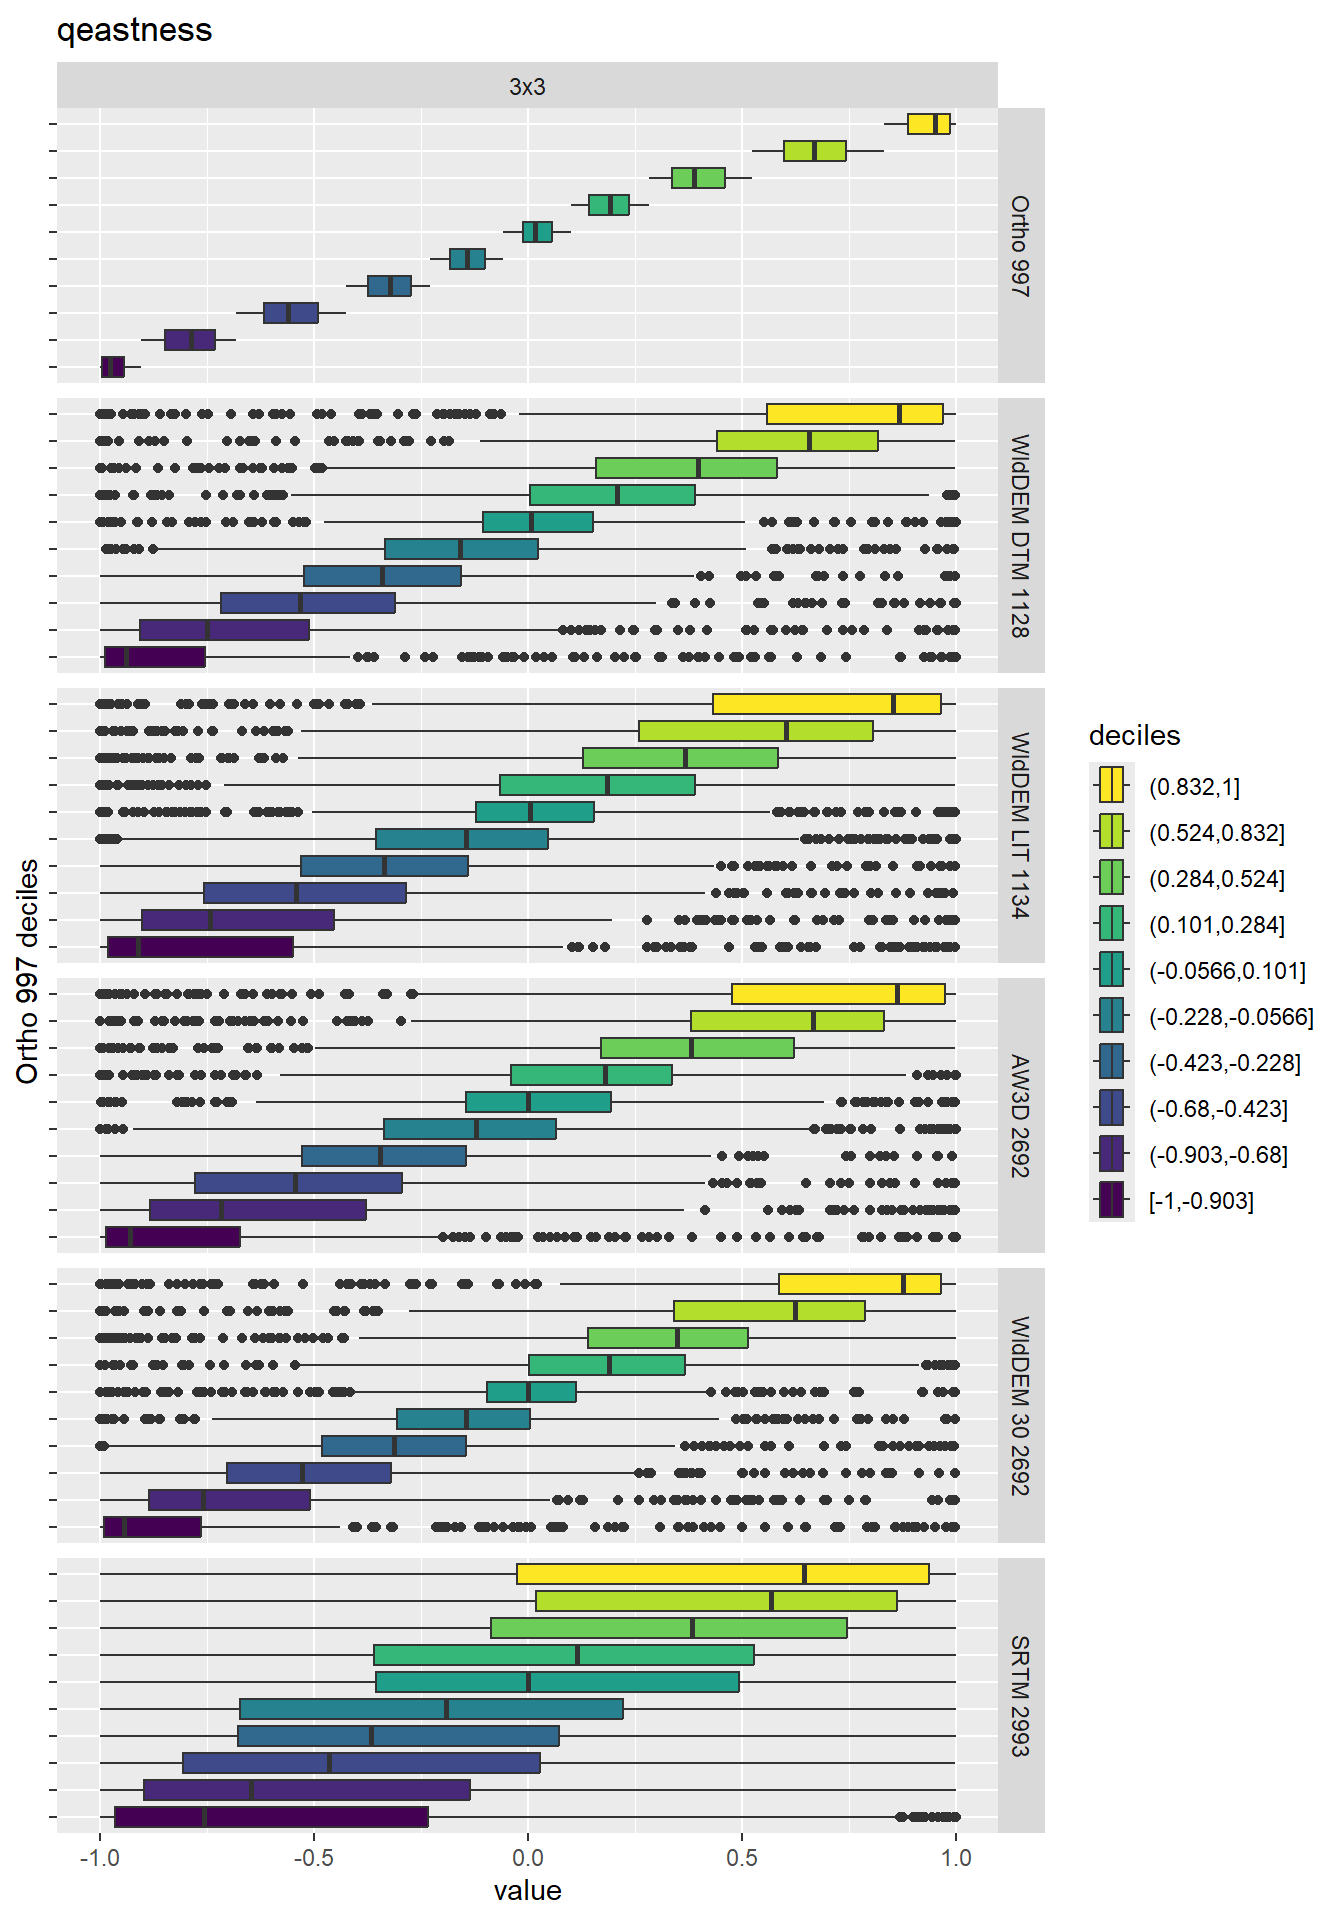 qeastness
3x3
Ortho 997
WldDEM DTM 1128
WldDEM LIT 1134
AW3D 2692
WldDEM 30 2692
SRTM 2993
Ortho 997 deciles
-1.0
-0.5
0.0
0.5
1.0
value
deciles
(0.832,1]
(0.524,0.832]
(0.284,0.524]
(0.101,0.284]
(-0.0566,0.101]
(-0.228,-0.0566]
(-0.423,-0.228]
(-0.68,-0.423]
(-0.903,-0.68]
[-1,-0.903]